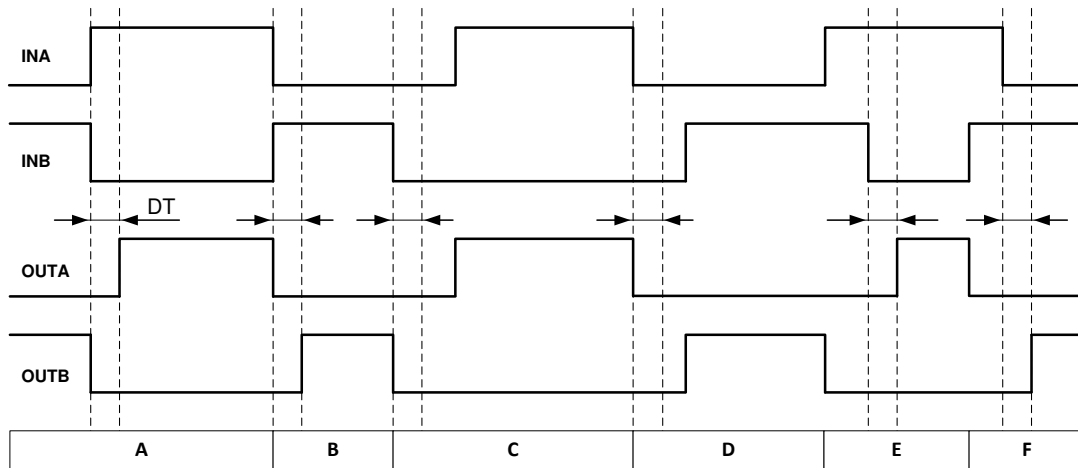 INA
INB
DT
OUTA
OUTB
A B C D E F